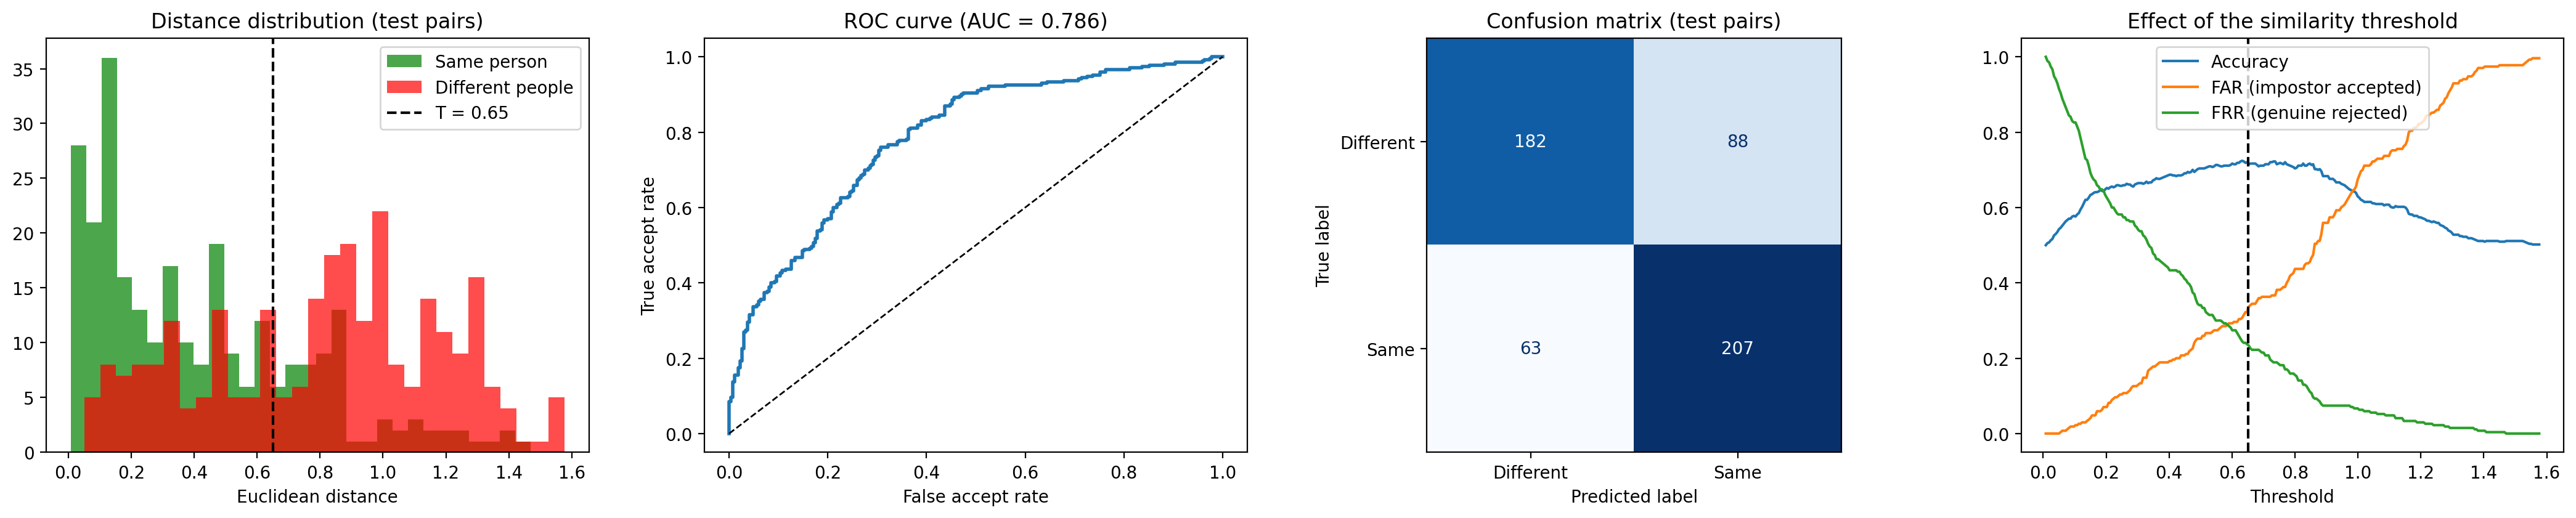 Distance distribution (test pairs)
35
30
25
20
15
10
5
0
Same person
Different people
T = 0.65
0.0 0.2 0.4 0.6 0.8 1.0 1.2 1.4 1.6
Euclidean distance
ROC curve (AUC = 0.786)
True accept rate
1.0
0.8
0.6
0.4
0.2
0.0
0.0 0.2 0.4 0.6 0.8 1.0
False accept rate
Confusion matrix (test pairs)
True label
Different
182 88
Same
63 207
Different Same
Predicted label
Effect of the similarity threshold
1.0
0.8
0.6
0.4
0.2
0.0
Accuracy
FAR (impostor accepted)
FRR (genuine rejected)
0.0 0.2 0.4 0.6 0.8 1.0 1.2 1.4 1.6
Threshold